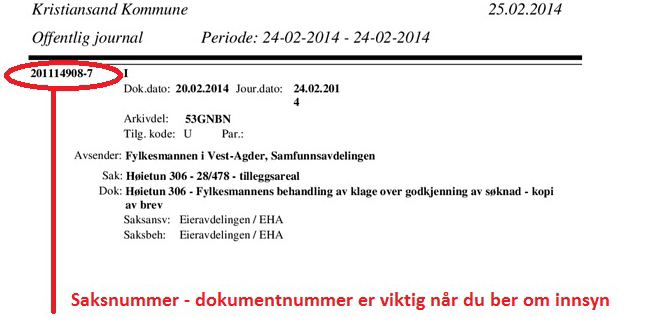 Kristiansand Kommune 25.02.2014
Offentlig journal Periode: 24-02-2014 - 24-02-2014
201114908-7 I
Dok.dato: 20.02.2014 Jour.dato: 24.02.201
4
Arkivdel: 53GNBN
Tilg. kode: U Par.:
Avsender: Fylkesmannen i Vest-Agder, Samfunnsavdelingen
Sak: Høietun 306 - 28/478 - tilleggsareal
Dok: Høietun 306 - Fylkesmannens behandling av klage over godkjenning av søknad - kopi
av brev
Saksansv: Eieravdelingen / EHA
Saksbeh: Eieravdelingen / EHA
Saksnummer - dokumentnummer er viktig når du ber om innsyn